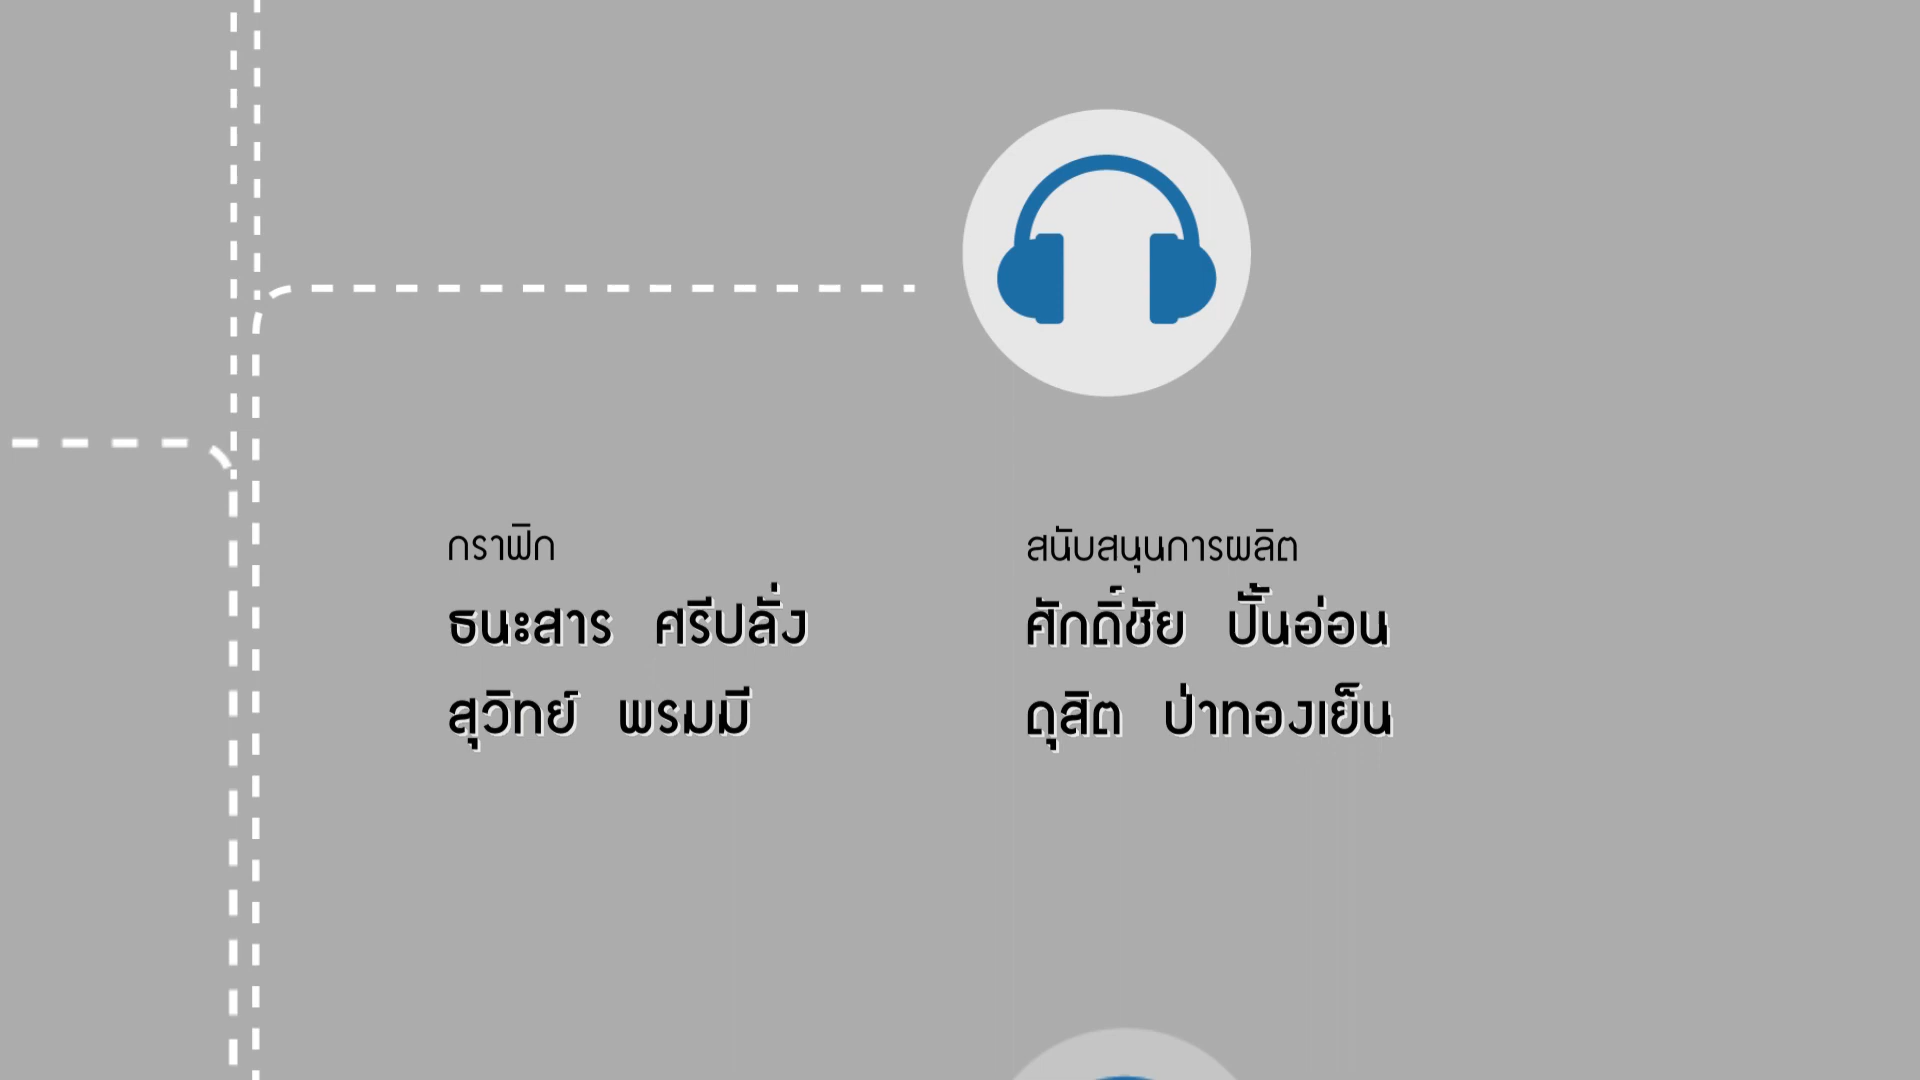 กราฟิก
ธนะสาร ศรีปลั่ง
สุวิทย์ พรมมี
สนับสนุนการผลิต
ศักดิ์ชัย ปั้นอ่อน
ดุสิต ป่าทองเย็น